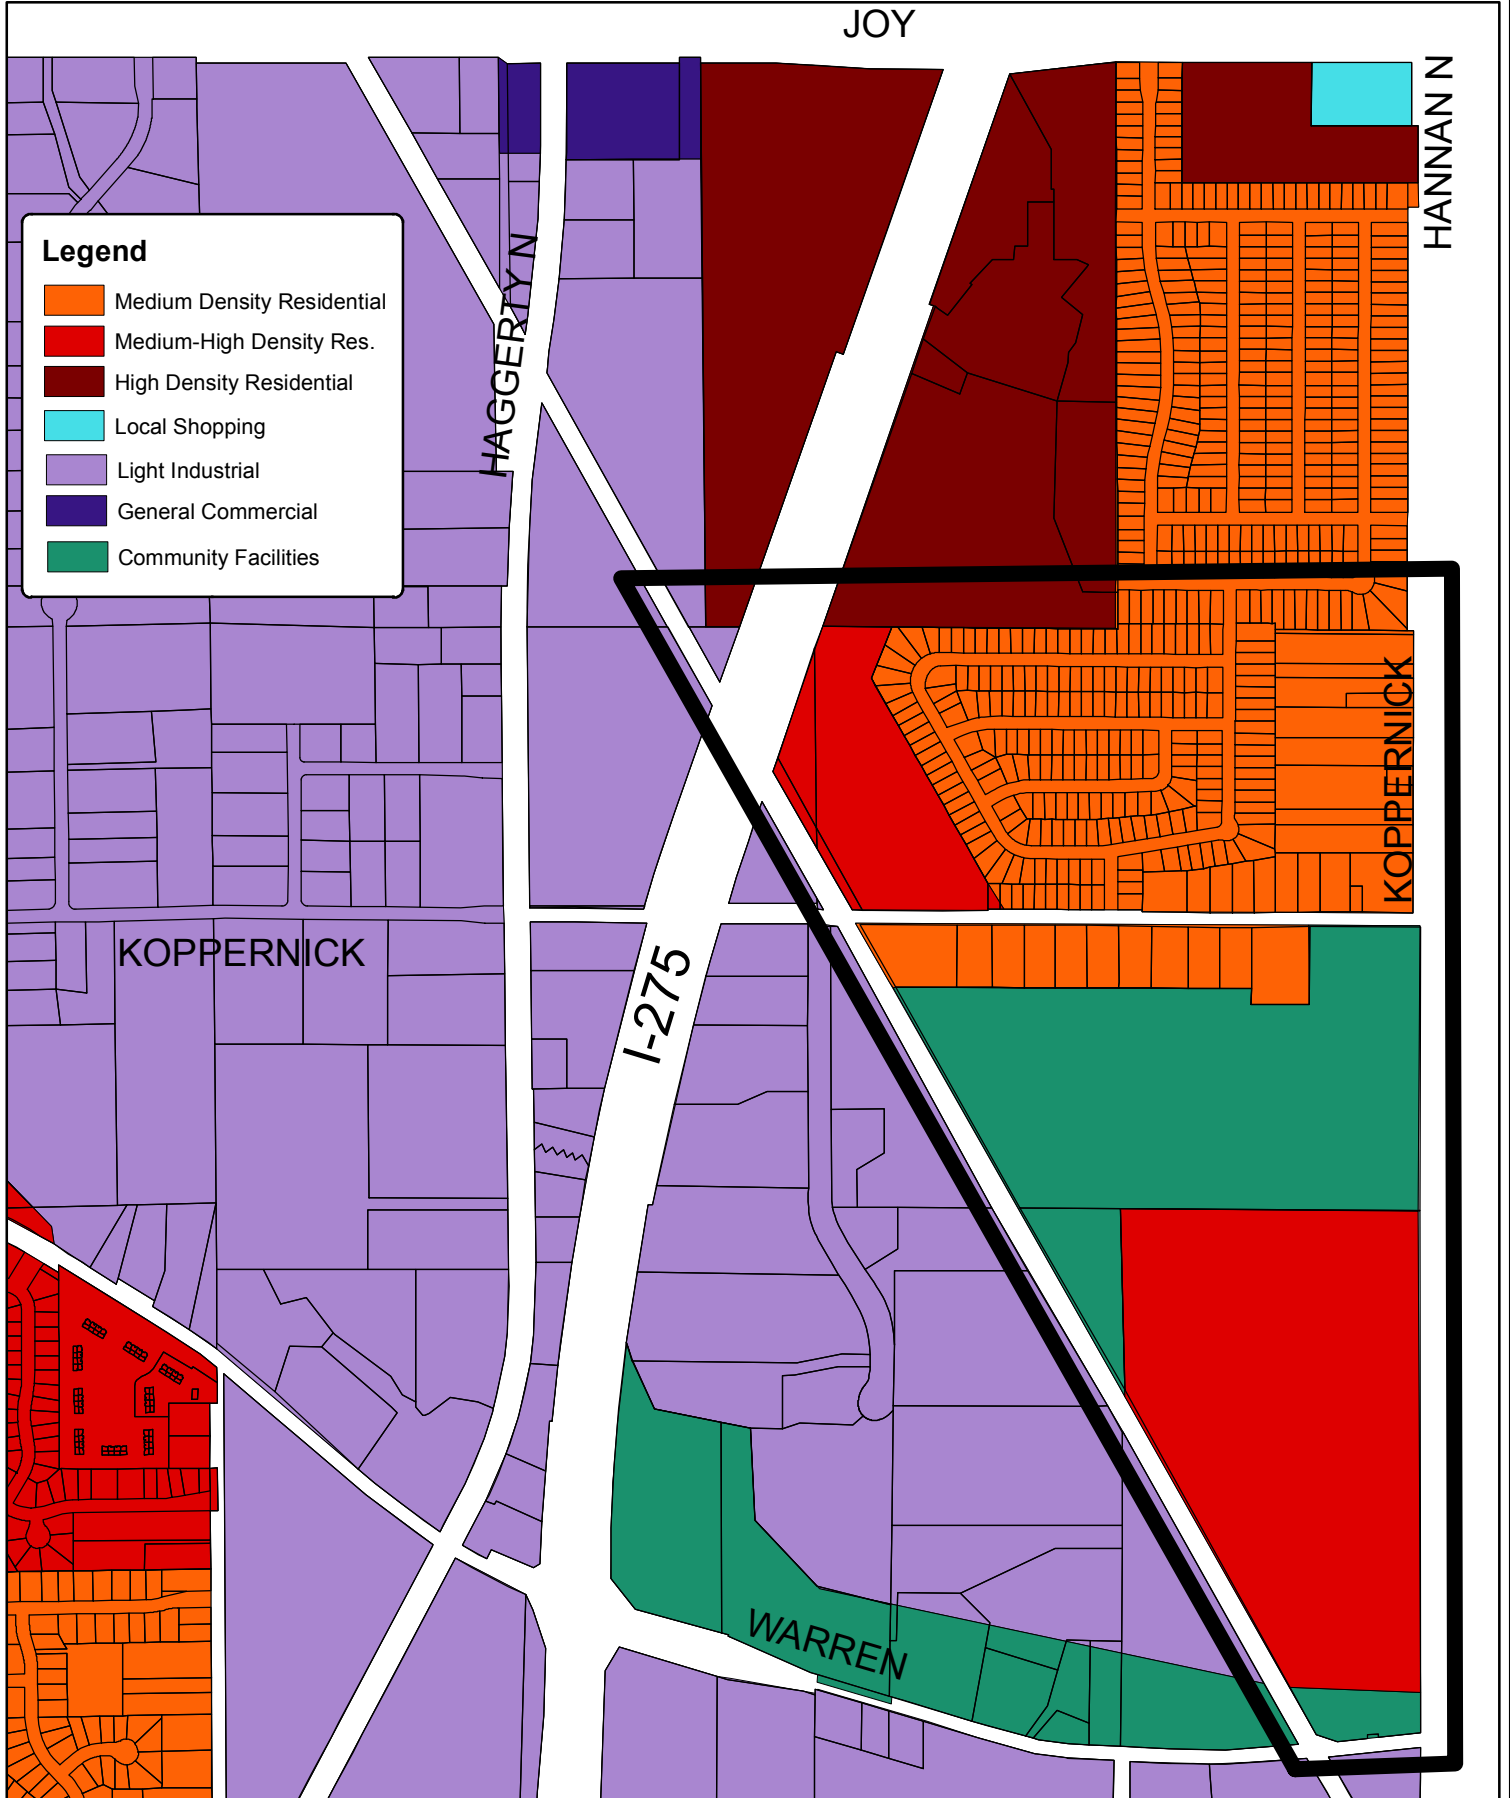 JOY
HANNAN N
Legend
Medium Density Residential
Medium-High Density Res.
High Density Residential
Local Shopping
Light Industrial
General Commercial
Community Facilities
HAGGERTY N
KOPPERNICK
KOPPERNICK
I-275
WARREN